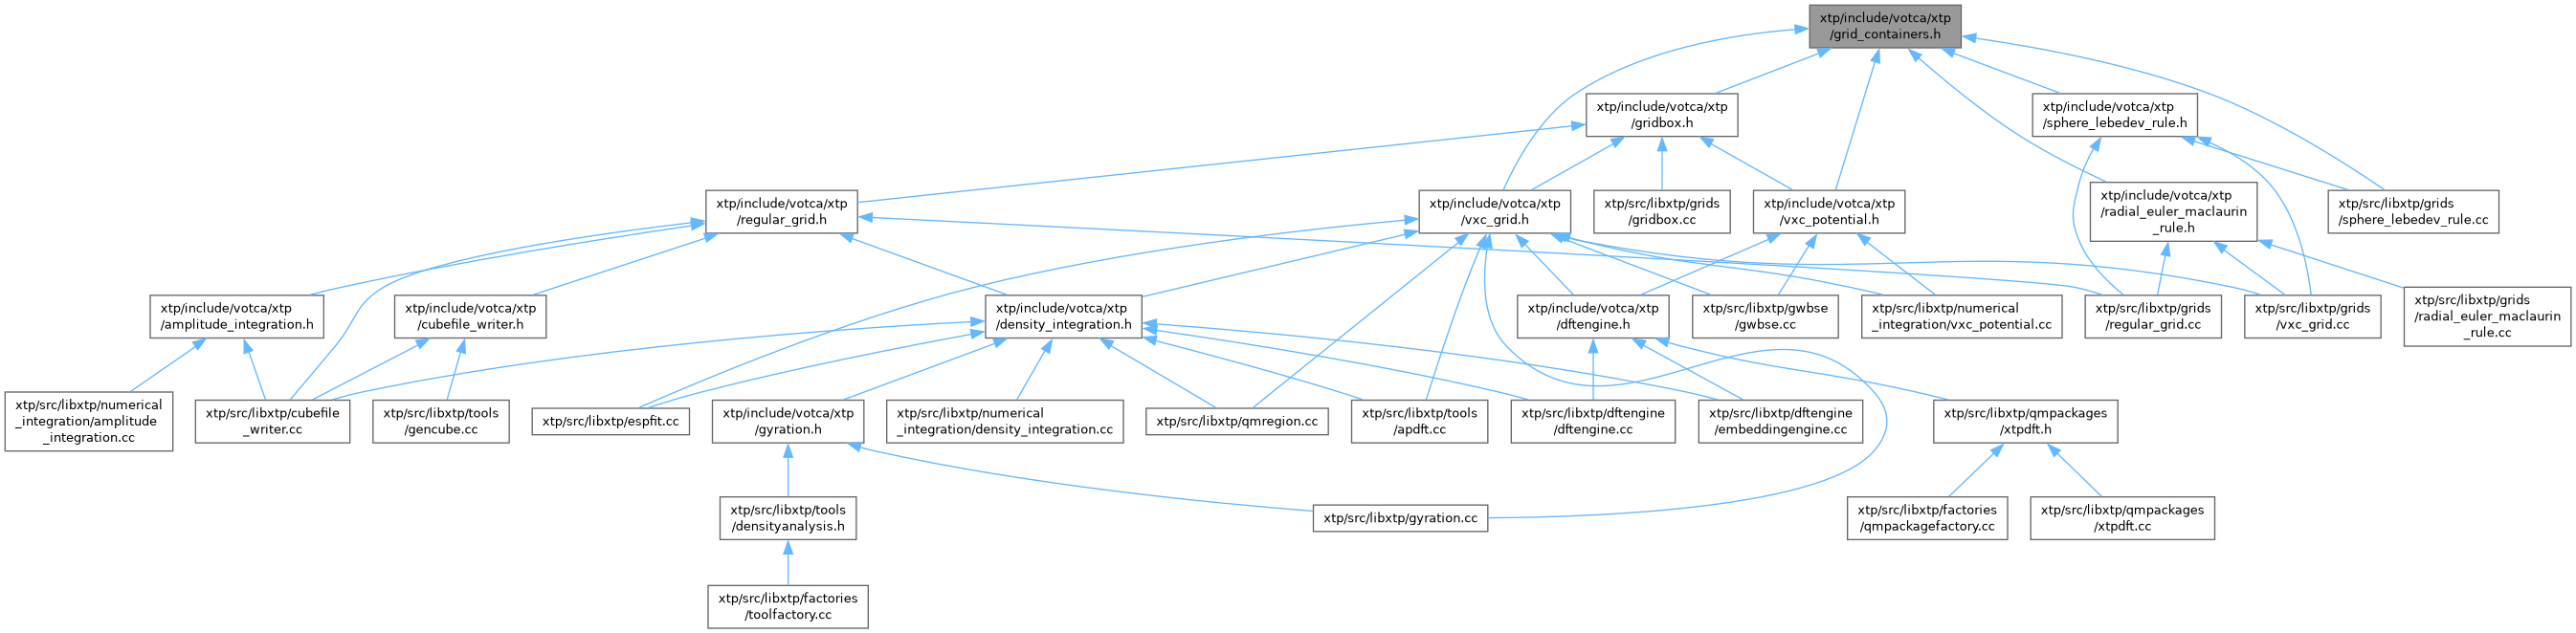 xtp/include/votca/xtp
/grid_containers.h
xtp/include/votca/xtp
/gridbox.h
xtp/include/votca/xtp
/sphere_lebedev_rule.h
xtp/include/votca/xtp
/regular_grid.h
xtp/include/votca/xtp
/vxc_grid.h
xtp/src/libxtp/grids
/gridbox.cc
xtp/include/votca/xtp
/vxc_potential.h
xtp/include/votca/xtp
/radial_euler_maclaurin
_rule.h
xtp/src/libxtp/grids
/sphere_lebedev_rule.cc
xtp/include/votca/xtp
/amplitude_integration.h
xtp/include/votca/xtp
/cubefile_writer.h
xtp/include/votca/xtp
/density_integration.h
xtp/include/votca/xtp
/dftengine.h
xtp/src/libxtp/gwbse
/gwbse.cc
xtp/src/libxtp/numerical
_integration/vxc_potential.cc
xtp/src/libxtp/grids
/regular_grid.cc
xtp/src/libxtp/grids
/vxc_grid.cc
xtp/src/libxtp/grids
/radial_euler_maclaurin
_rule.cc
xtp/src/libxtp/numerical
_integration/amplitude
_integration.cc
xtp/src/libxtp/cubefile
_writer.cc
xtp/src/libxtp/tools
/gencube.cc
xtp/src/libxtp/espfit.cc
xtp/include/votca/xtp
/gyration.h
xtp/src/libxtp/numerical
_integration/density_integration.cc
xtp/src/libxtp/qmregion.cc
xtp/src/libxtp/tools
/apdft.cc
xtp/src/libxtp/dftengine
/dftengine.cc
xtp/src/libxtp/dftengine
/embeddingengine.cc
xtp/src/libxtp/qmpackages
/xtpdft.h
xtp/src/libxtp/tools
/densityanalysis.h
xtp/src/libxtp/gyration.cc
xtp/src/libxtp/factories
/qmpackagefactory.cc
xtp/src/libxtp/qmpackages
/xtpdft.cc
xtp/src/libxtp/factories
/toolfactory.cc